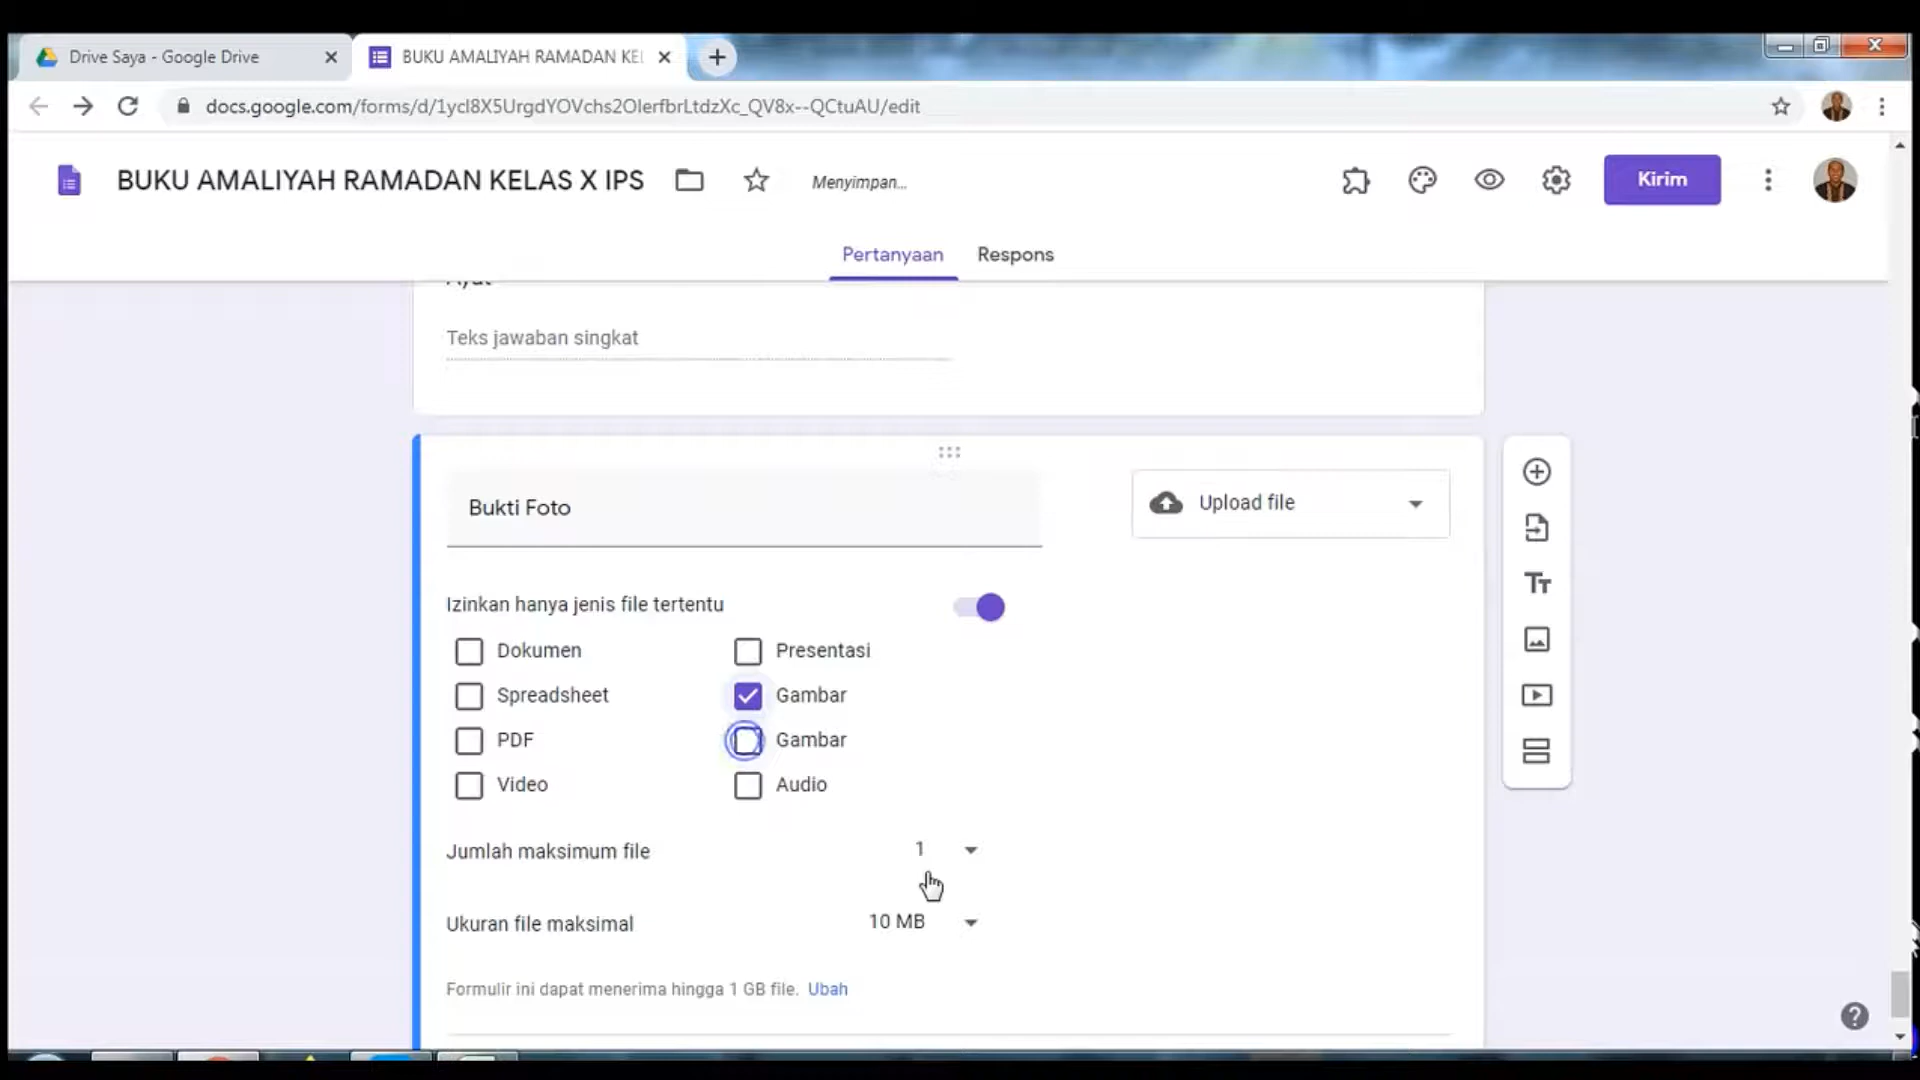 Drive Saya - Google Drive
BUKU AMALIYAH RAMADAN KEL
docs.google.com/forms/d/1ycl8X5UrgdYOVchs2OlerfbrLtdzXc_QV8x--QCtuAU/edit
BUKU AMALIYAH RAMADAN KELAS X IPS
Menyimpan...
Kirim
Pertanyaan
Respons
Ayat
Teks jawaban singkat
Bukti Foto
Upload file
Izinkan hanya jenis file tertentu
Dokumen
Presentasi
Spreadsheet
Gambar
PDF
Gambar
Video
Audio
Jumlah maksimum file
1
Ukuran file maksimal
10 MB
Formulir ini dapat menerima hingga 1 GB file. Ubah